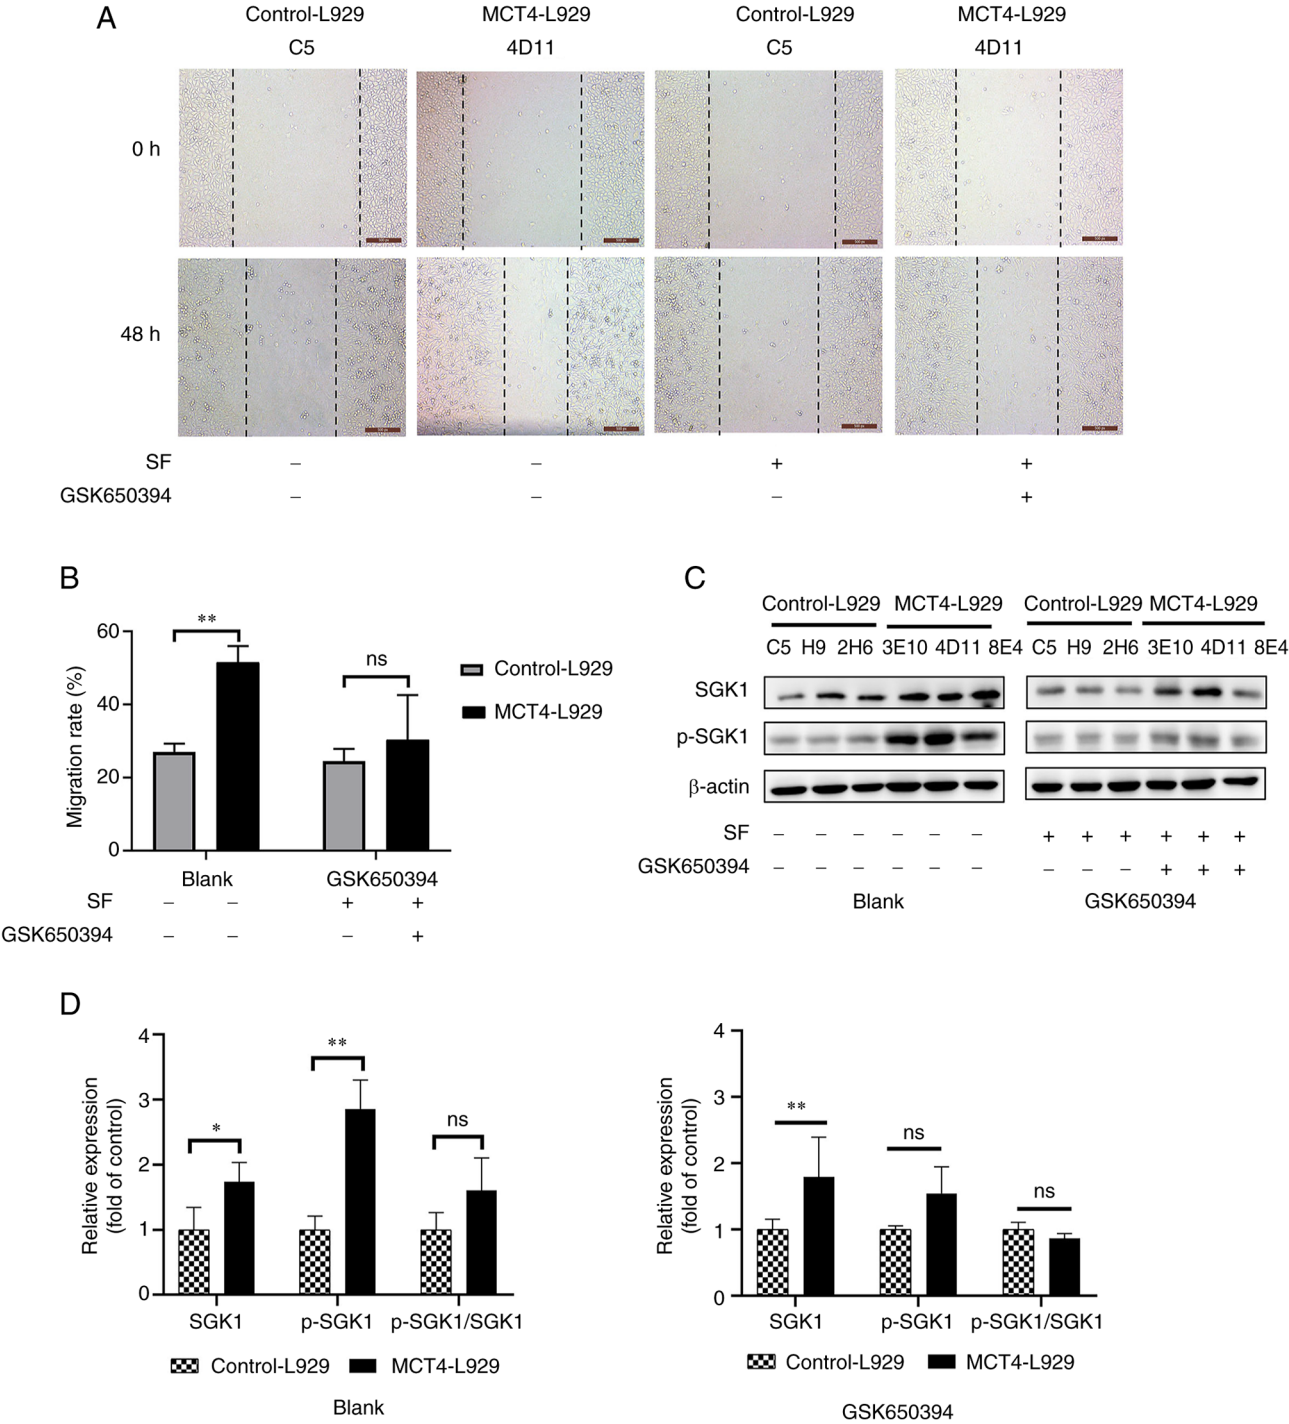 A
Control-L929 MCT4-L929 Control-L929 MCT4-L929
C5 4D11 C5 4D11
0 h
48 h
SF – – + +
GSK650394 – – – +
B
60
40
20
0
Migration rate (%)
**
ns
Control-L929
MCT4-L929
Blank GSK650394
SF – – + +
GSK650394 – – – +
C
Control-L929 MCT4-L929 Control-L929 MCT4-L929
C5 H9 2H6 3E10 4D11 8E4 C5 H9 2H6 3E10 4D11 8E4
SGK1
p-SGK1
β-actin
SF – – – – – – + + + + + +
GSK650394 – – – – – – – – – + + +
Blank GSK650394
D
4
3
2
1
0
Relative expression
(fold of control)
*
**
ns
SGK1 p-SGK1 p-SGK1/SGK1
Control-L929 MCT4-L929
Blank
4
3
2
1
0
Relative expression
(fold of control)
**
ns
ns
SGK1 p-SGK1 p-SGK1/SGK1
Control-L929 MCT4-L929
GSK650394